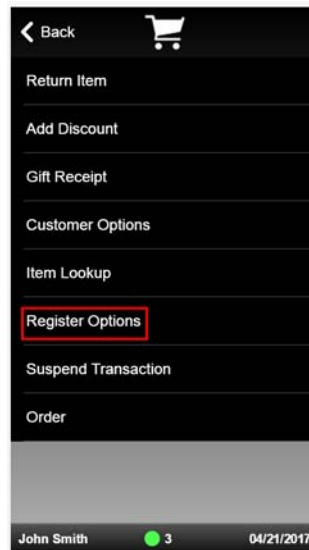 Back
Return Item
Add Discount
Gift Receipt
Customer Options
Item Lookup
Register Options
Suspend Transaction
Order
John Smith 3 04/21/2017